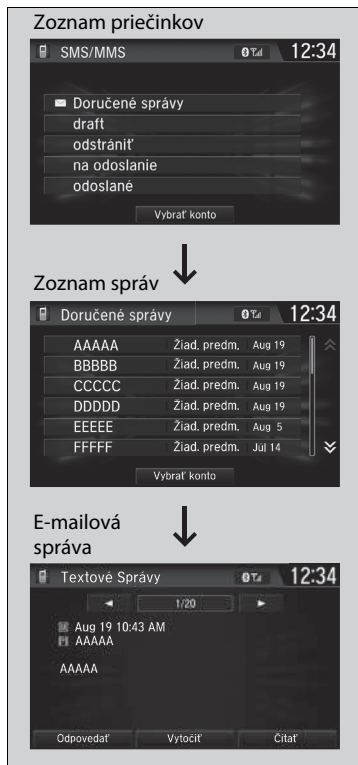 Zoznam priečinkov
SMS/MMS 12:34
Doručené správy
draft
odstrániť
na odoslanie
odoslané
Vybrať konto
Zoznam správ
Doručené správy 12:34
AAAAA Žiad. predm. Aug 19
BBBBB Žiad. predm. Aug 19
CCCCC Žiad. predm. Aug 19
DDDDD Žiad. predm. Aug 19
EEEEE Žiad. predm. Aug 5
FFFFF Žiad. predm. Júl 14
Vybrať konto
E-mailová
správa
Textové Správy 12:34
1/20
Aug 19 10:43 AM
AAAAA
AAAAA
Odpovedať Vytočiť Čítať